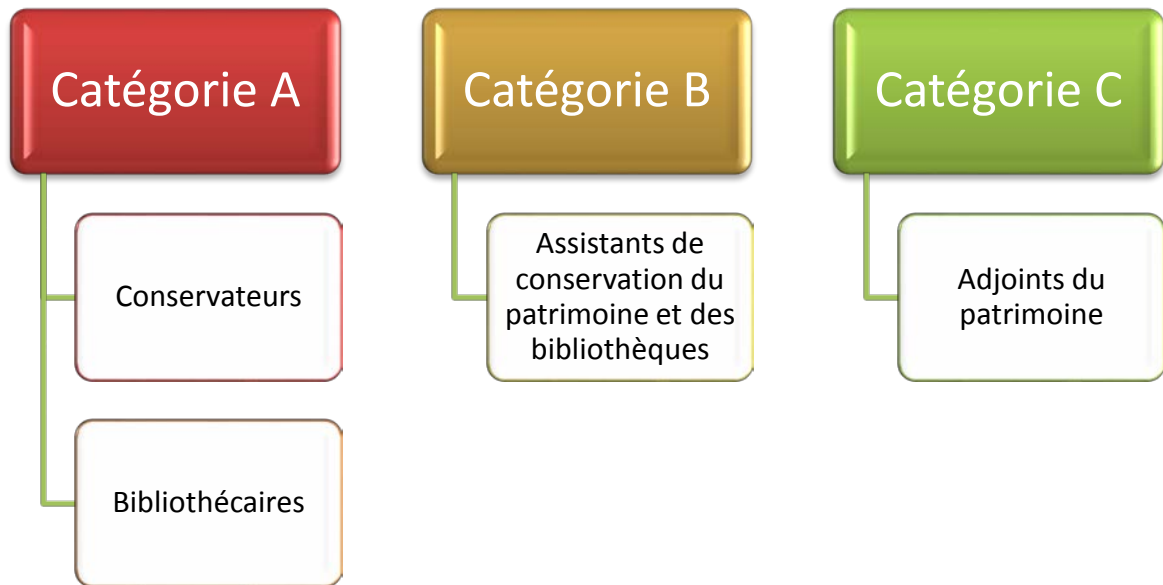 Catégorie A
Conservateurs
Bibliothécaires
Catégorie B
Assistants de
conservation du
patrimoine et des
bibliothèques
Catégorie C
Adjoints du
patrimoine